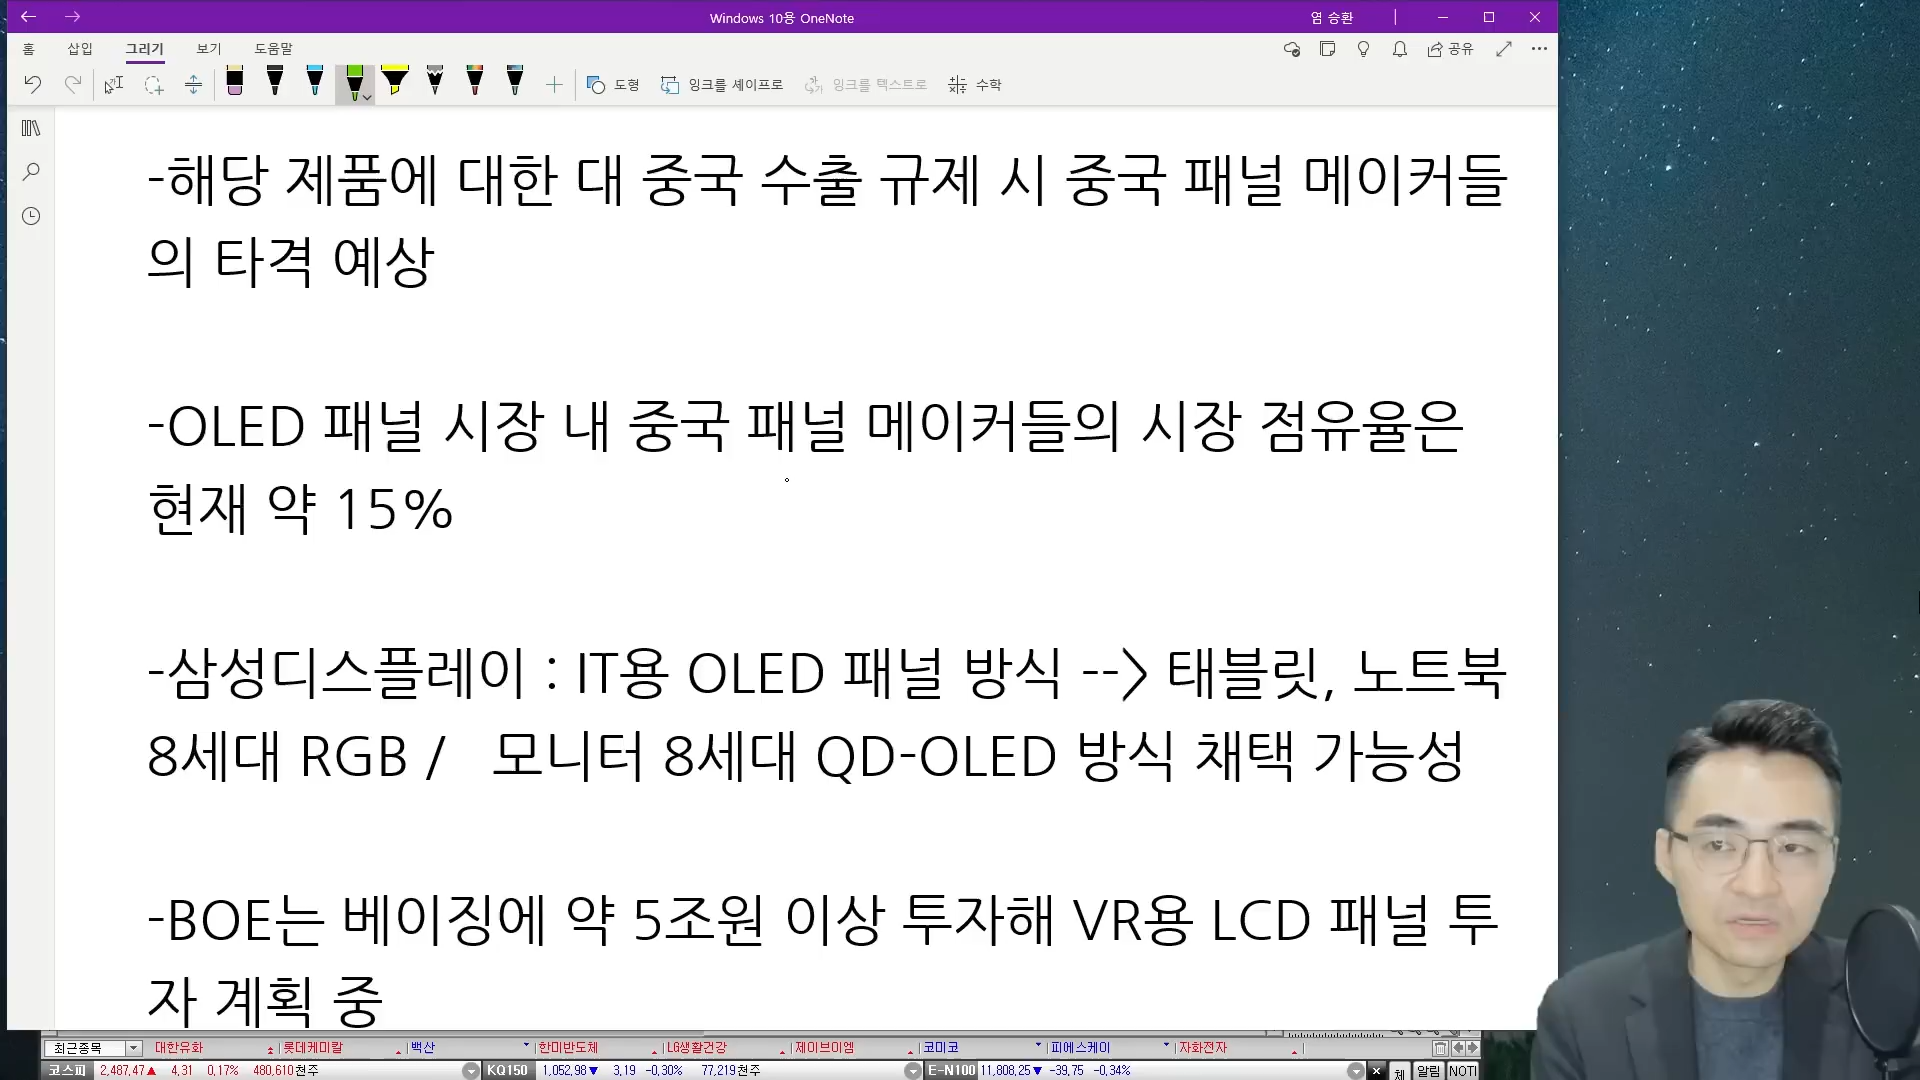 Windows 10용 OneNote
염 승환
홈 삽입 그리기 보기 도움말
공유
도형 잉크를 셰이프로 잉크를 텍스트로 수학
-해당 제품에 대한 대 중국 수출 규제 시 중국 패널 메이커들
의 타격 예상
-OLED 패널 시장 내 중국 패널 메이커들의 시장 점유율은
현재 약 15%
-삼성디스플레이 : IT용 OLED 패널 방식 --> 태블릿, 노트북
8세대 RGB / 모니터 8세대 QD-OLED 방식 채택 가능성
-BOE는 베이징에 약 5조원 이상 투자해 VR용 LCD 패널 투
자 계획 중
최근종목 대한유화 롯데케미칼 백산 한미반도체 LG생활건강 제이브이엠 코미코 피에스케이 자화전자
코스피 2,487,47▲ 4,31 0,17% 480,610천주 KQ150 1,052,98▼ 3,19 -0,30% 77,219천주 E-N100 11,808,25▼ -39,75 -0,34% 체 알림 NOTI